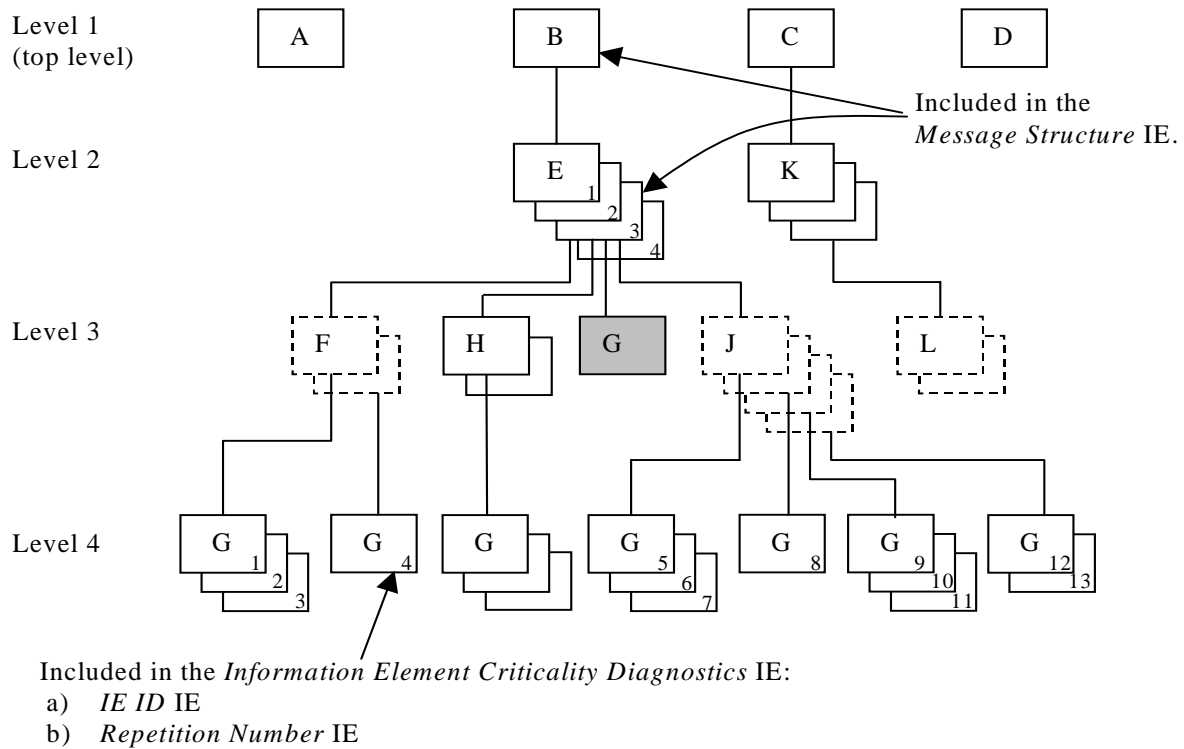 Level 1
(top level)
A
B
C
D
Included in the
Message Structure IE.
Level 2
E
1
2
3
4
K
Level 3
F
H
G
J
L
Level 4
G
1
2
3
G
4
G
G
5
6
7
G
8
G
9
10
11
G
12
13
Included in the Information Element Criticality Diagnostics IE:
a) IE ID IE
b) Repetition Number IE